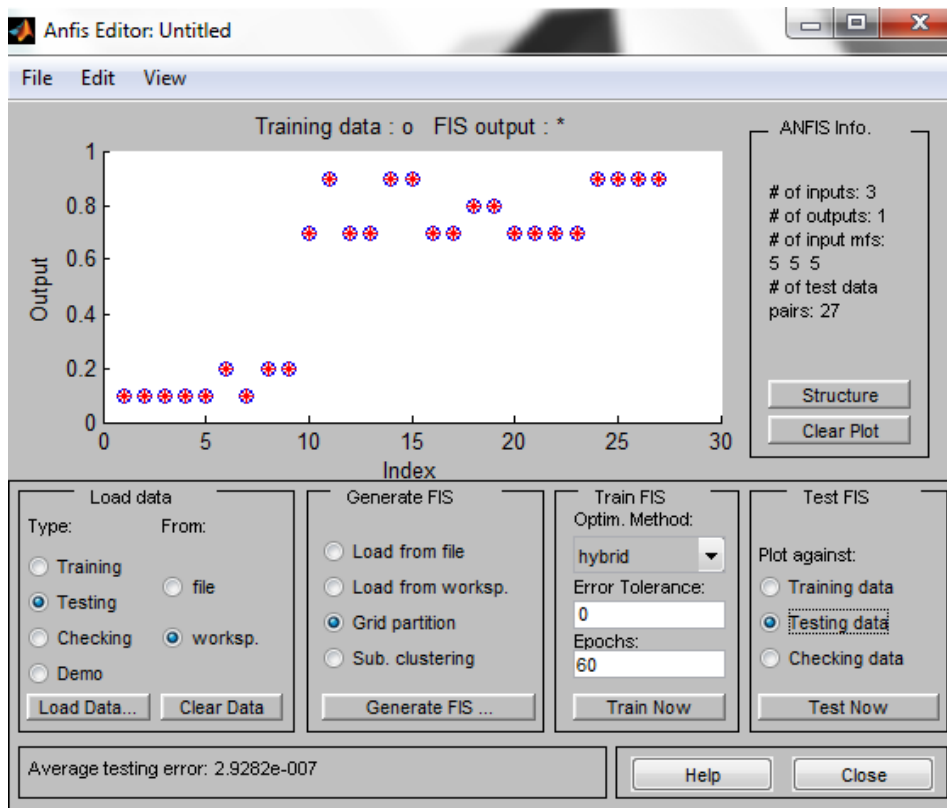 Anfis Editor: Untitled
File Edit View
Training data : o FIS output : *
1
0.8
0.6
0.4
0.2
0
Output
0 5 10 15 20 25 30
Index
ANFIS Info.
# of inputs: 3
# of outputs: 1
# of input mfs:
5 5 5
# of test data
pairs: 27
Structure
Clear Plot
Load data
Type: From:
Training
file
Testing
Checking
worksp.
Demo
Load Data... Clear Data
Generate FIS
Load from file
Load from worksp.
Grid partition
Sub. clustering
Generate FIS ...
Train FIS
Optim. Method:
hybrid
Error Tolerance:
0
Epochs:
60
Train Now
Test FIS
Plot against:
Training data
Testing data
Checking data
Test Now
Average testing error: 2.9282e-007
Help Close